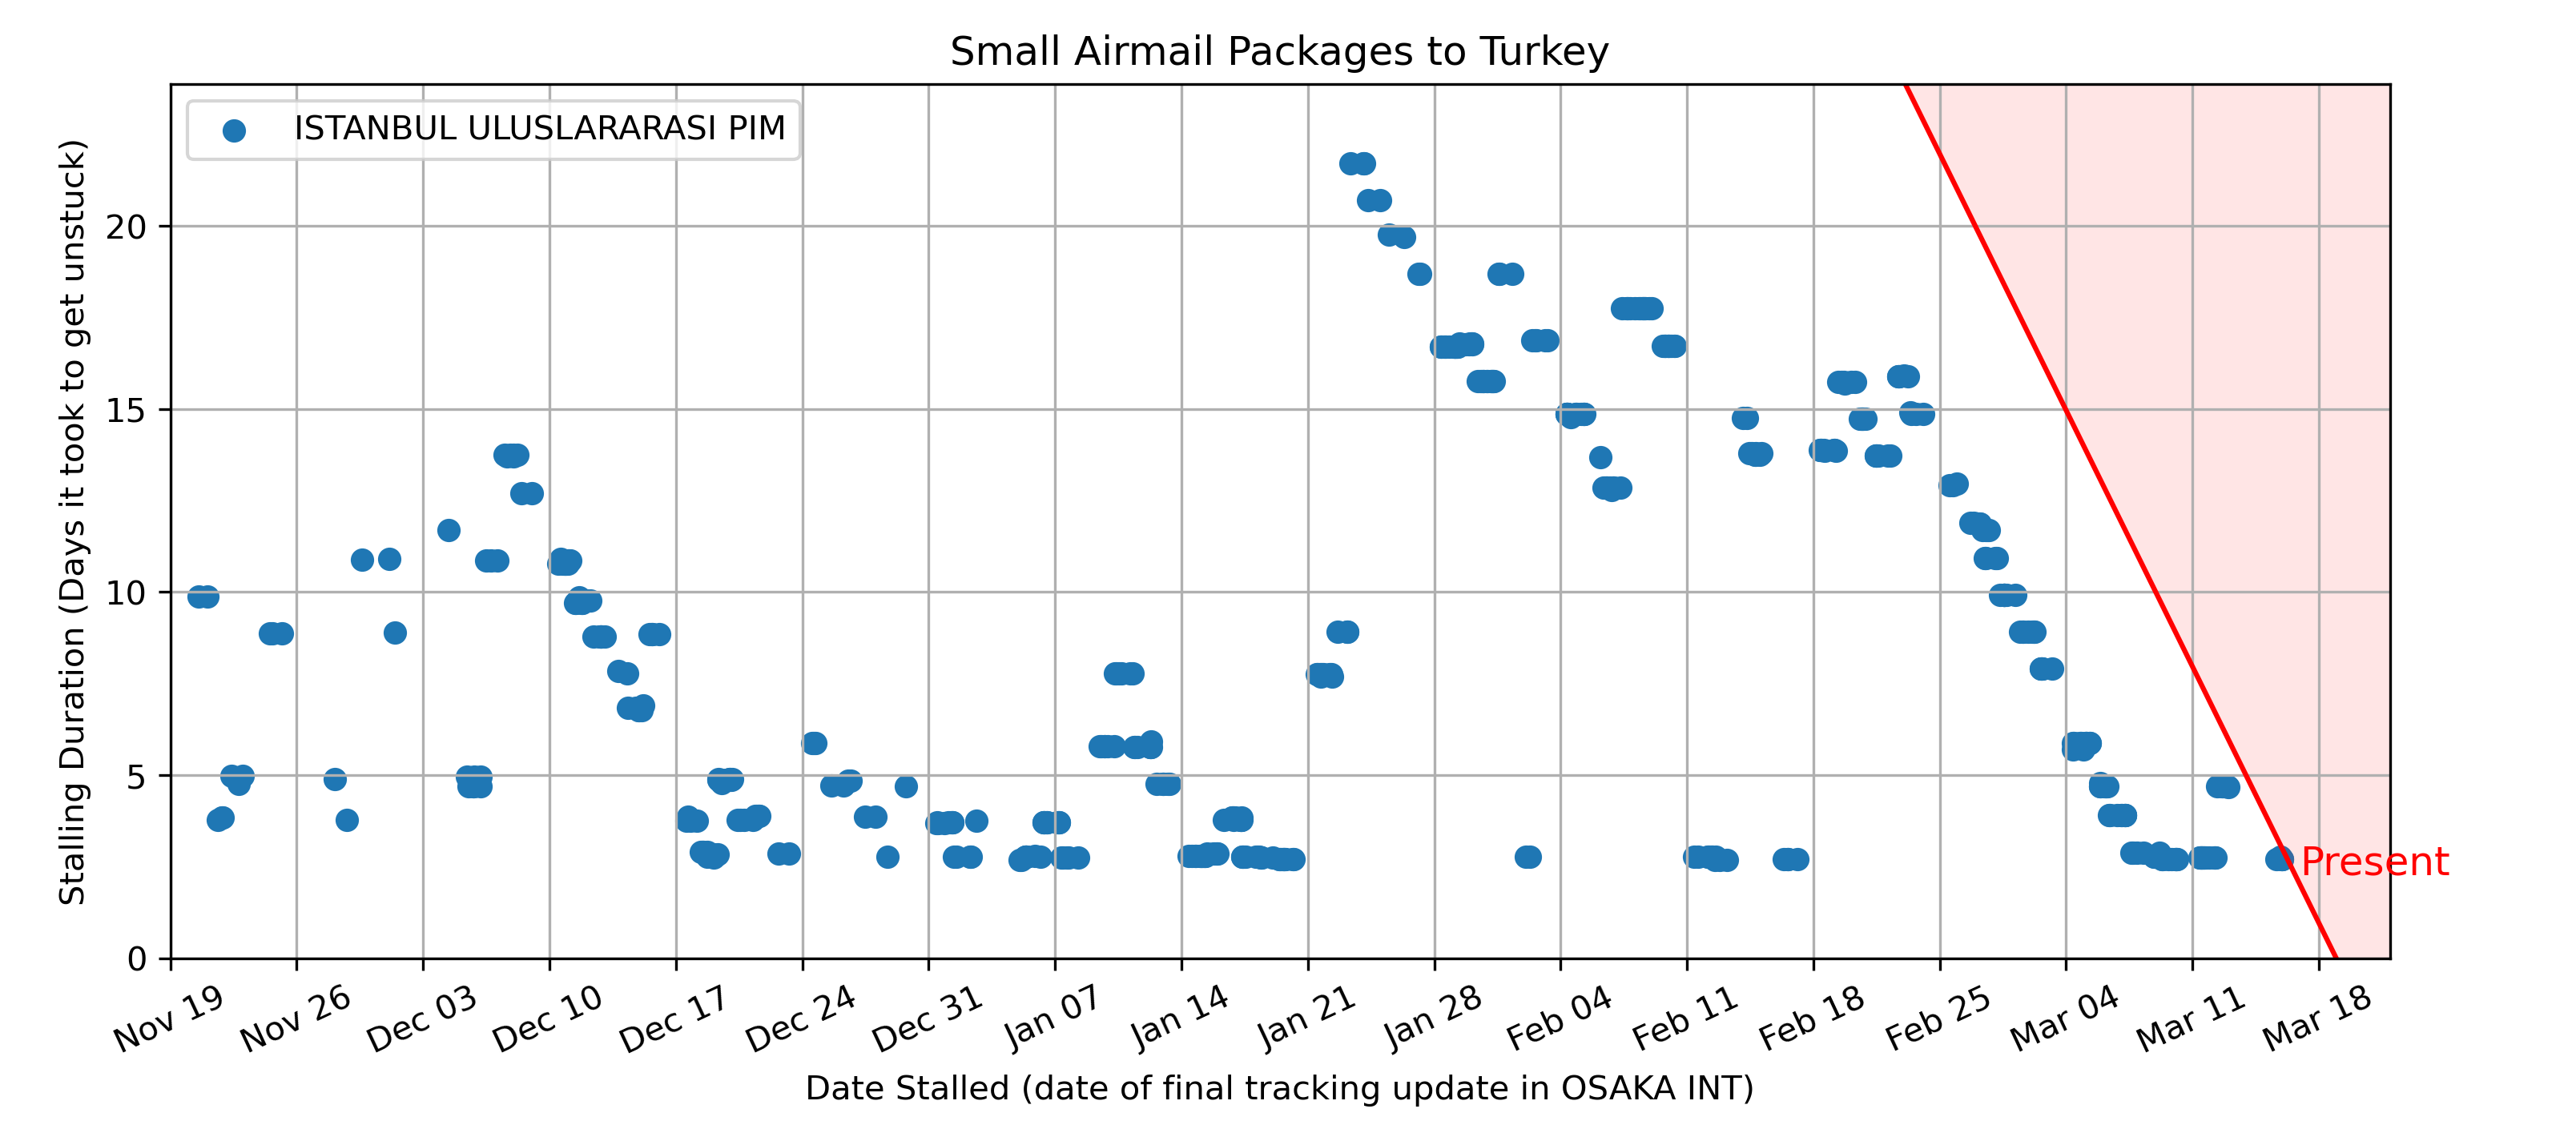 Small Airmail Packages to Turkey
ISTANBUL ULUSLARARASI PIM
Stalling Duration (Days it took to get unstuck)
20
15
10
5
0
Present
Nov 19
Nov 26
Dec 03
Dec 10
Dec 17
Dec 24
Dec 31
Jan 07
Jan 14
Jan 21
Jan 28
Feb 04
Feb 11
Feb 18
Feb 25
Mar 04
Mar 11
Mar 18
Date Stalled (date of final tracking update in OSAKA INT)